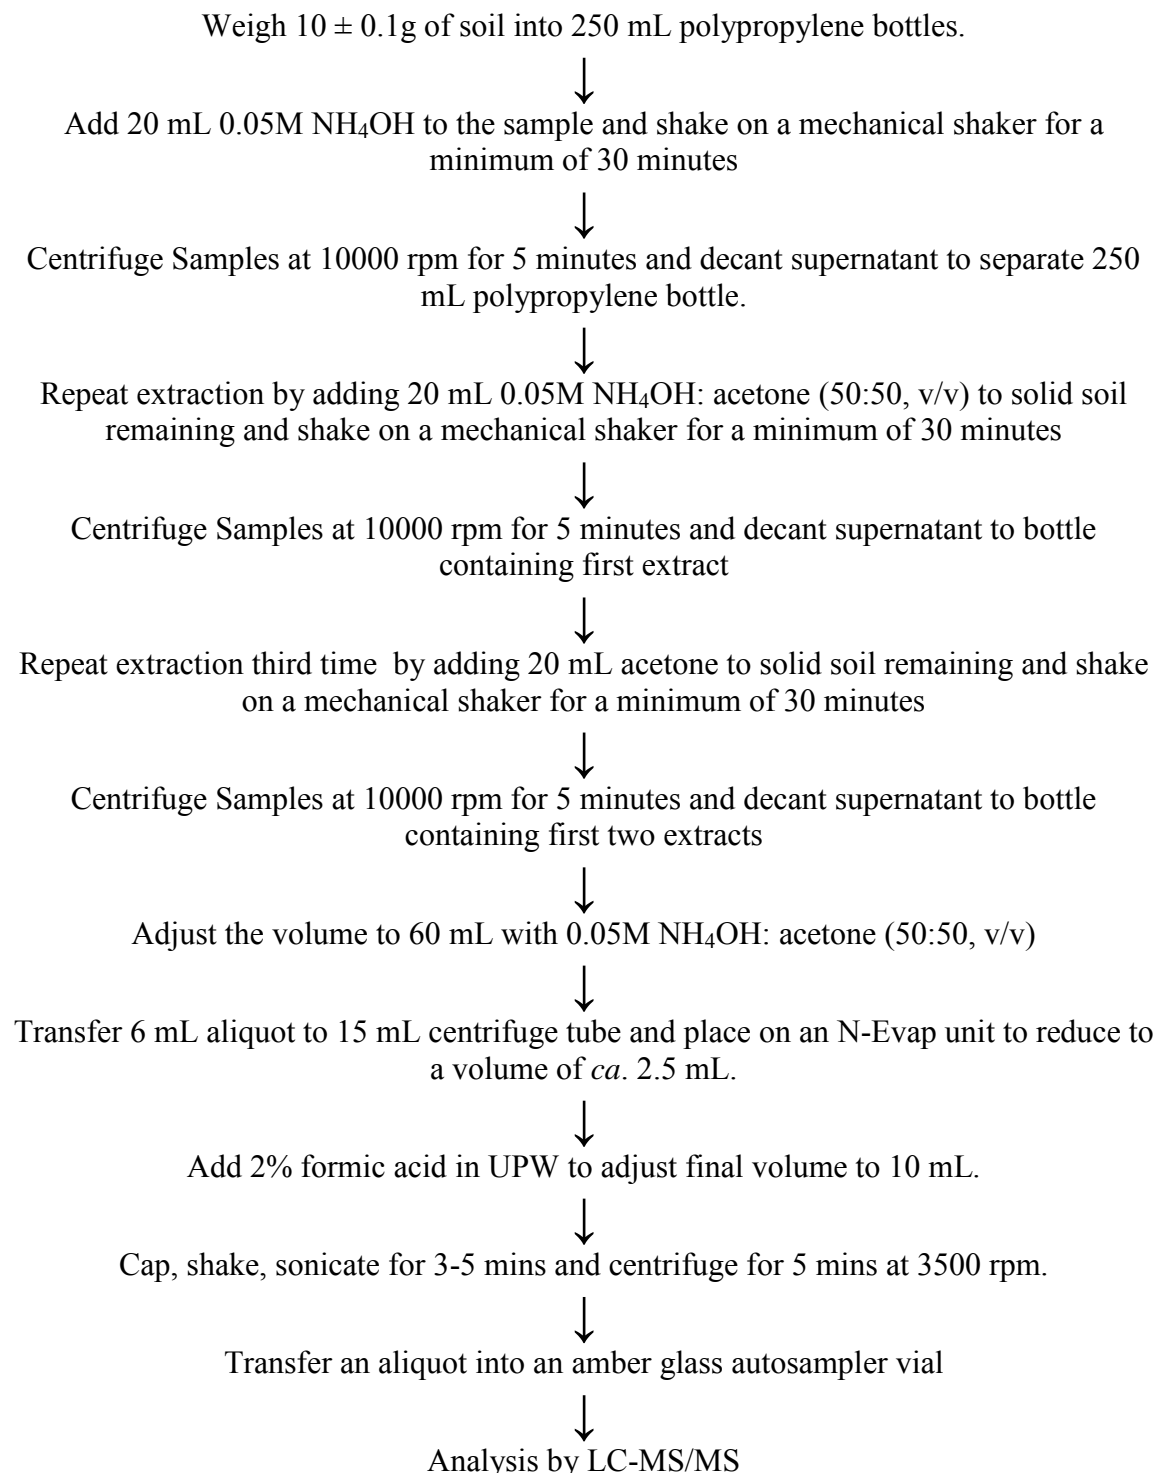 Weigh 10 ± 0.1g of soil into 250 mL polypropylene bottles.
↓
Add 20 mL 0.05M NH₄OH to the sample and shake on a mechanical shaker for a
minimum of 30 minutes
↓
Centrifuge Samples at 10000 rpm for 5 minutes and decant supernatant to separate 250
mL polypropylene bottle.
↓
Repeat extraction by adding 20 mL 0.05M NH₄OH: acetone (50:50, v/v) to solid soil
remaining and shake on a mechanical shaker for a minimum of 30 minutes
↓
Centrifuge Samples at 10000 rpm for 5 minutes and decant supernatant to bottle
containing first extract
↓
Repeat extraction third time  by adding 20 mL acetone to solid soil remaining and shake
on a mechanical shaker for a minimum of 30 minutes
↓
Centrifuge Samples at 10000 rpm for 5 minutes and decant supernatant to bottle
containing first two extracts
↓
Adjust the volume to 60 mL with 0.05M NH₄OH: acetone (50:50, v/v)
↓
Transfer 6 mL aliquot to 15 mL centrifuge tube and place on an N-Evap unit to reduce to
a volume of ca. 2.5 mL.
↓
Add 2% formic acid in UPW to adjust final volume to 10 mL.
↓
Cap, shake, sonicate for 3-5 mins and centrifuge for 5 mins at 3500 rpm.
↓
Transfer an aliquot into an amber glass autosampler vial
↓
Analysis by LC-MS/MS